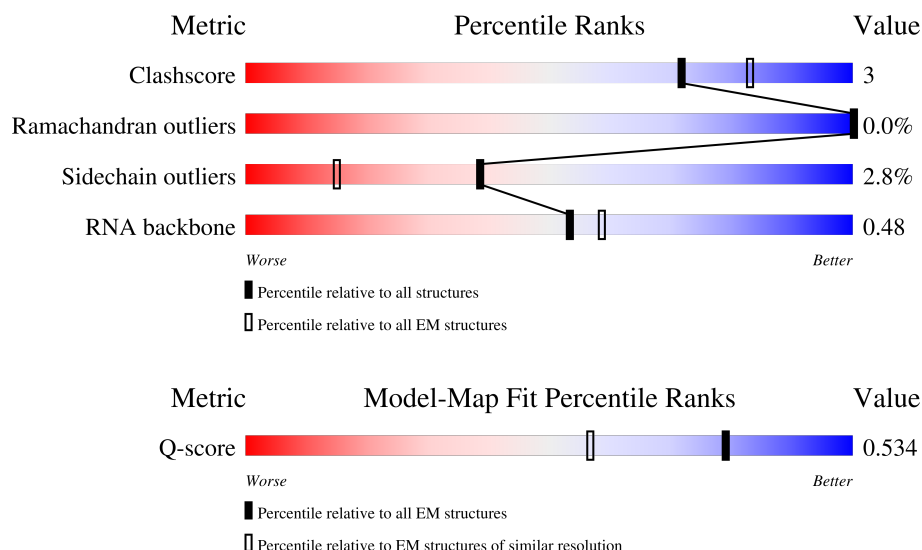 Metric Percentile Ranks Value
Clashscore 3
Ramachandran outliers 0.0%
Sidechain outliers 2.8%
RNA backbone 0.48
Worse Better
Percentile relative to all structures
Percentile relative to all EM structures
Metric Model-Map Fit Percentile Ranks Value
Q-score 0.534
Worse Better
Percentile relative to all EM structures
Percentile relative to EM structures of similar resolution